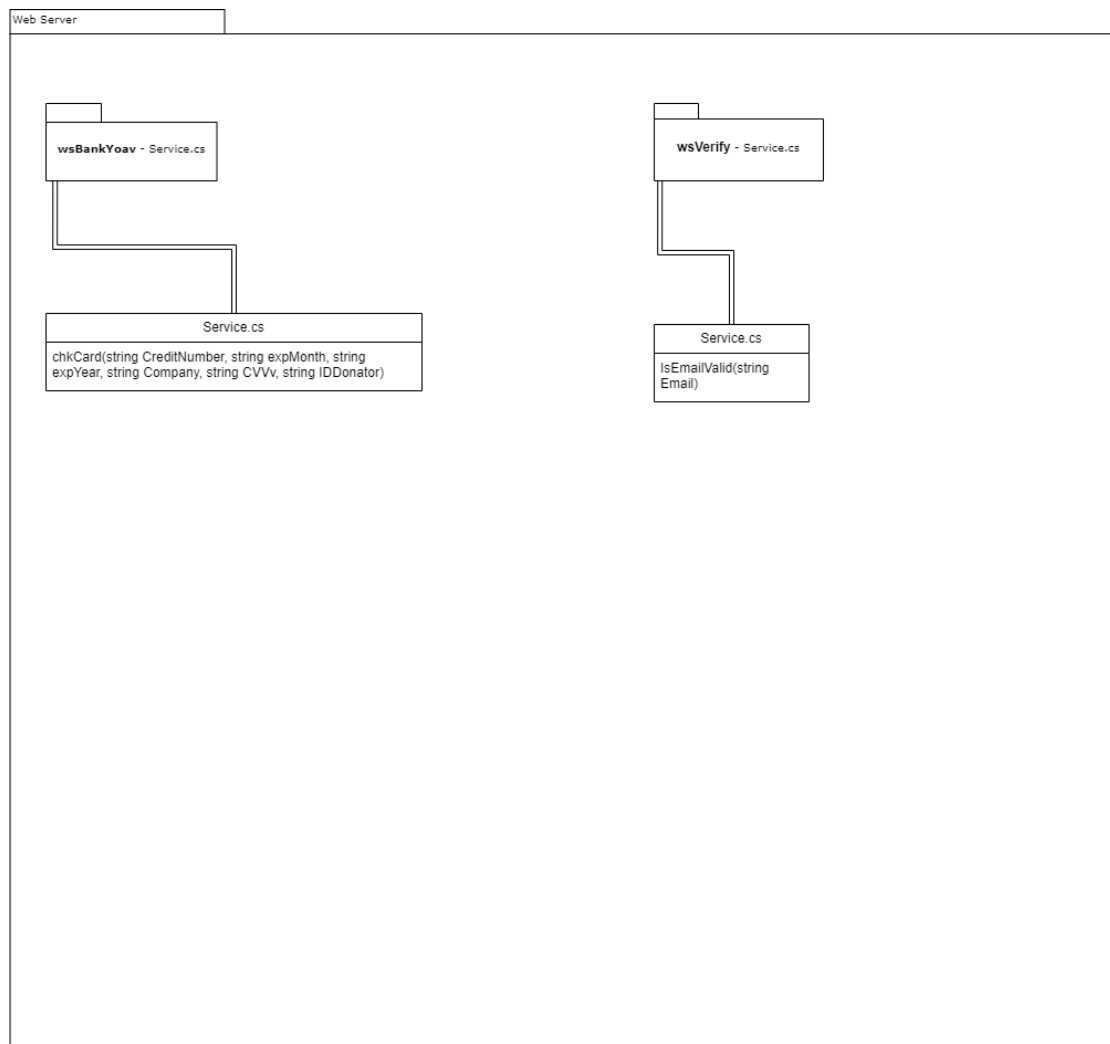 Web Server
wsBankYoav - Service.cs
wsVerify - Service.cs
Service.cs
chkCard(string CreditNumber, string expMonth, string
expYear, string Company, string CVVv, string IDDonator)
Service.cs
IsEmailValid(string
Email)